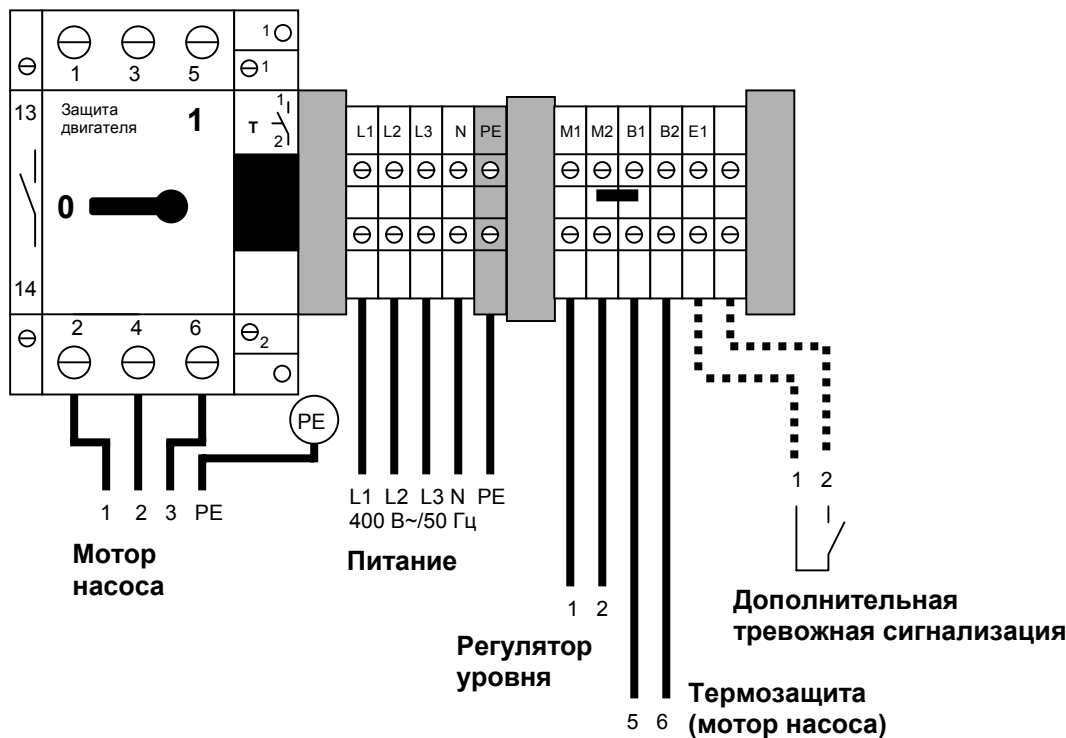 1
1 3 5
1
13
Защита
двигателя
1
T
1
2
L1 L2 L3 N PE
M1 M2 B1 B2 E1
0
14
2 4 6
2
PE
1 2 3 PE
Мотор
насоса
L1 L2 L3 N PE
400 В~/50 Гц
Питание
1 2
Регулятор
уровня
1 2
Дополнительная
тревожная сигнализация
5 6
Термозащита
(мотор насоса)